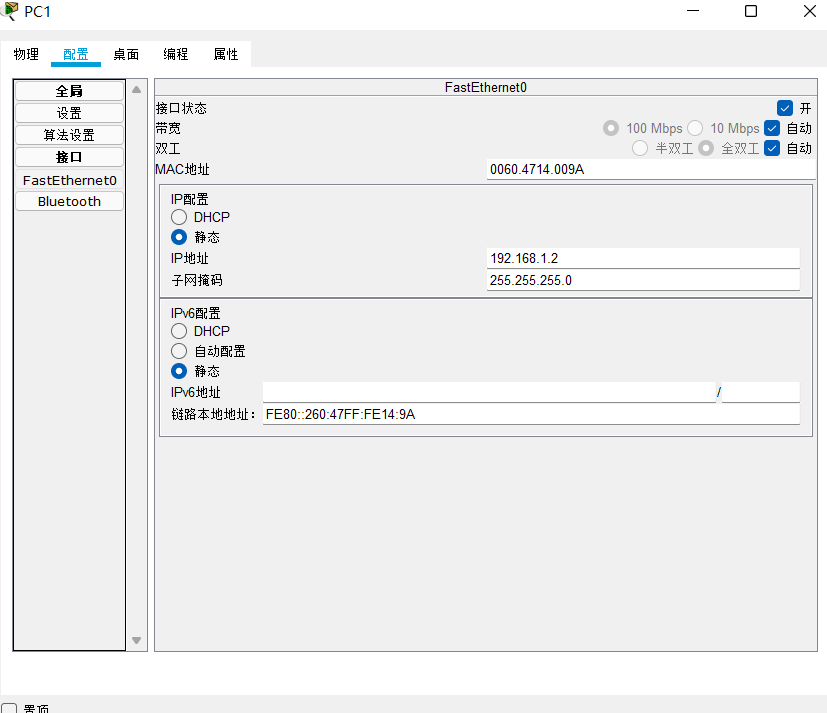 PC1
物理 配置 桌面 编程 属性
全局
设置
算法设置
接口
FastEthernet0
Bluetooth
FastEthernet0
接口状态 开
带宽 100 Mbps 10 Mbps 自动
双工 半双工 全双工 自动
MAC地址 0060.4714.009A
IP配置
DHCP
静态
IP地址 192.168.1.2
子网掩码 255.255.255.0
IPv6配置
DHCP
自动配置
静态
IPv6地址 /
链路本地地址: FE80::260:47FF:FE14:9A
置顶